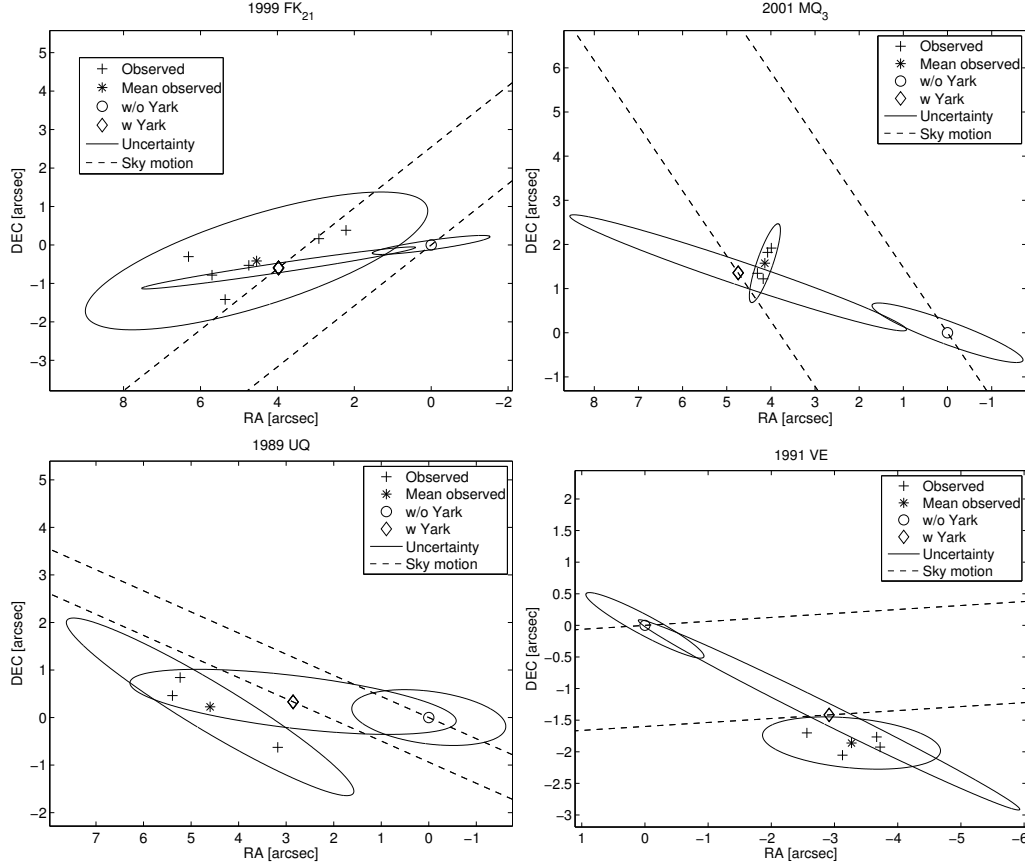 1999 FK21
5
4
3
2
1
0
-1
-2
-3
DEC [arcsec]
Observed
Mean observed
w/o Yark
w Yark
Uncertainty
Sky motion
8 6 4 2 0 -2
RA [arcsec]
2001 MQ3
6
5
4
3
2
1
0
-1
DEC [arcsec]
Observed
Mean observed
w/o Yark
w Yark
Uncertainty
Sky motion
8 7 6 5 4 3 2 1 0 -1
RA [arcsec]
1989 UQ
5
4
3
2
1
0
-1
-2
DEC [arcsec]
Observed
Mean observed
w/o Yark
w Yark
Uncertainty
Sky motion
7 6 5 4 3 2 1 0 -1
RA [arcsec]
1991 VE
2
1.5
1
0.5
0
-0.5
-1
-1.5
-2
-2.5
-3
DEC [arcsec]
Observed
Mean observed
w/o Yark
w Yark
Uncertainty
Sky motion
1 0 -1 -2 -3 -4 -5 -6
RA [arcsec]